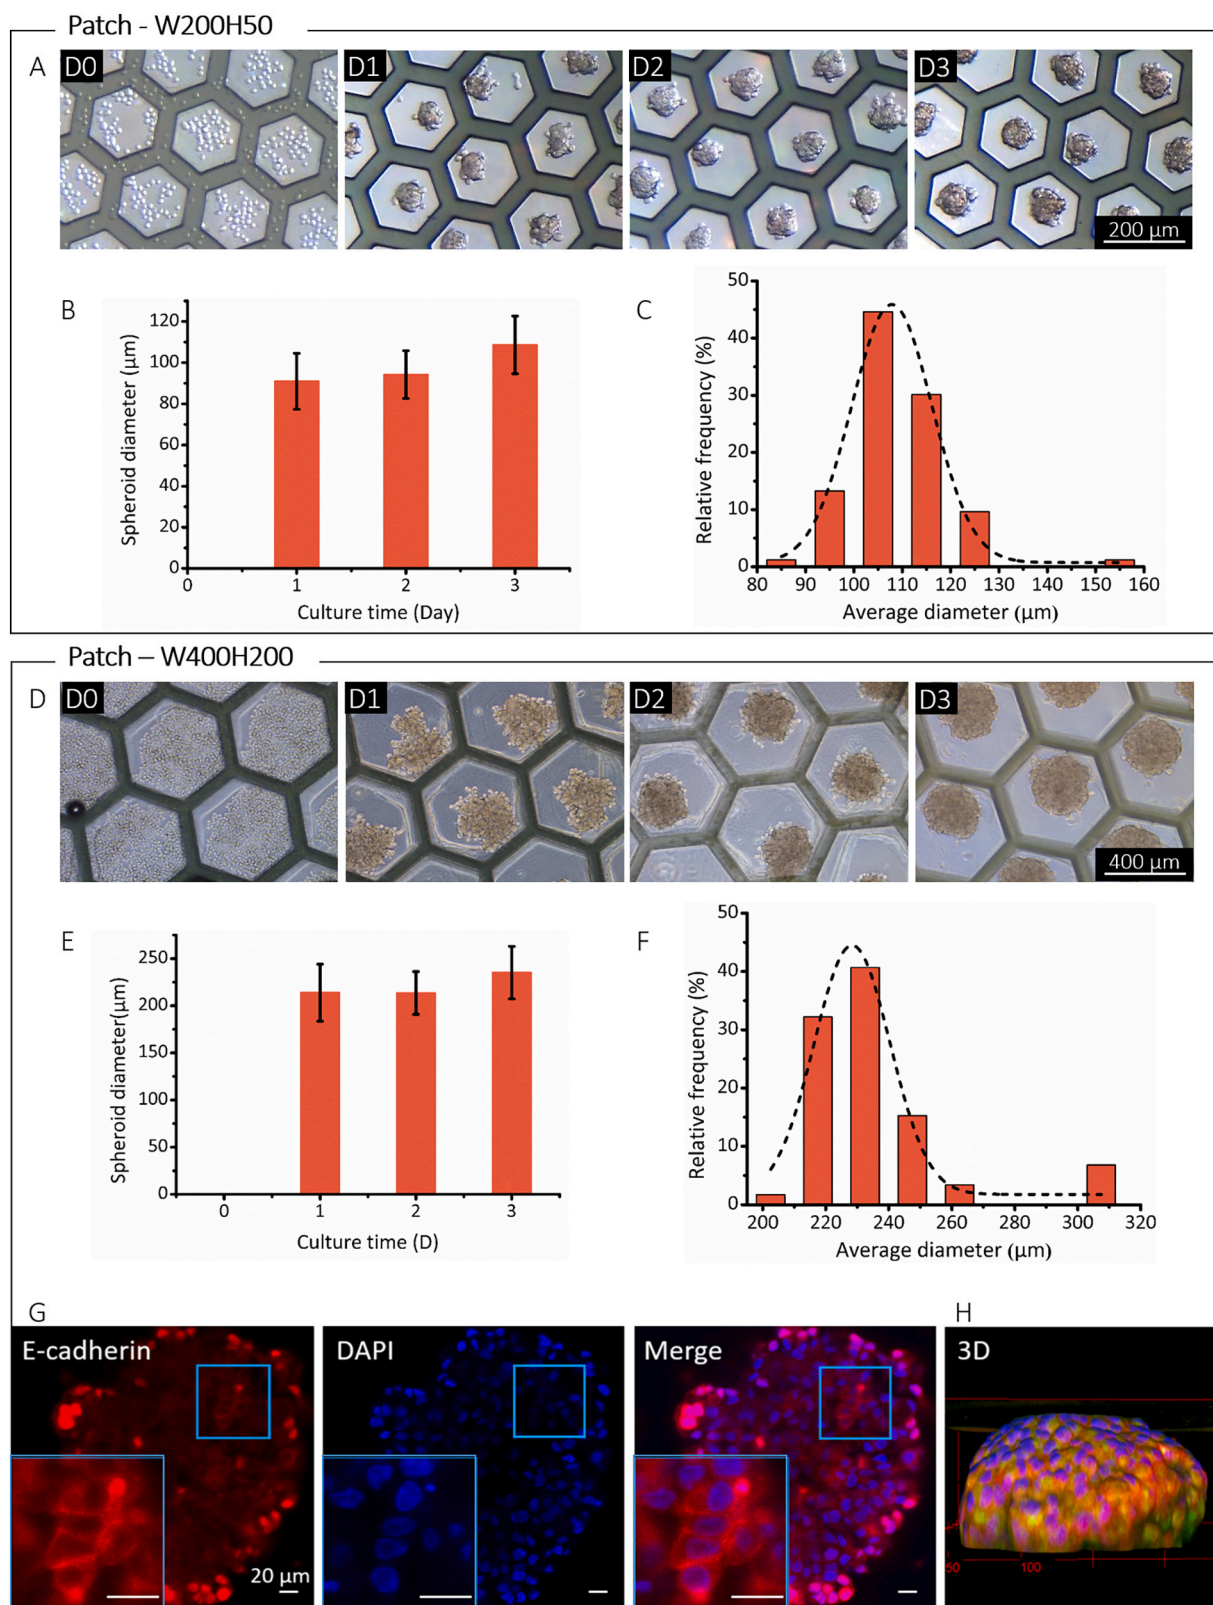 Patch - W200H50
A
D0
D1
D2
D3
200 µm
B
Spheroid diameter (µm)
120
100
80
60
40
20
0
0
1
2
3
Culture time (Day)
C
Relative frequency (%)
50
40
30
20
10
0
80
90
100
110
120
130
140
150
160
Average diameter (µm)
Patch – W400H200
D
D0
D1
D2
D3
400 µm
E
Spheroid diameter(µm)
250
200
150
100
50
0
0
1
2
3
Culture time (D)
F
Relative frequency (%)
50
40
30
20
10
0
200
220
240
260
280
300
320
Average diameter (µm)
G
E-cadherin
20 µm
DAPI
Merge
H
3D
50
100